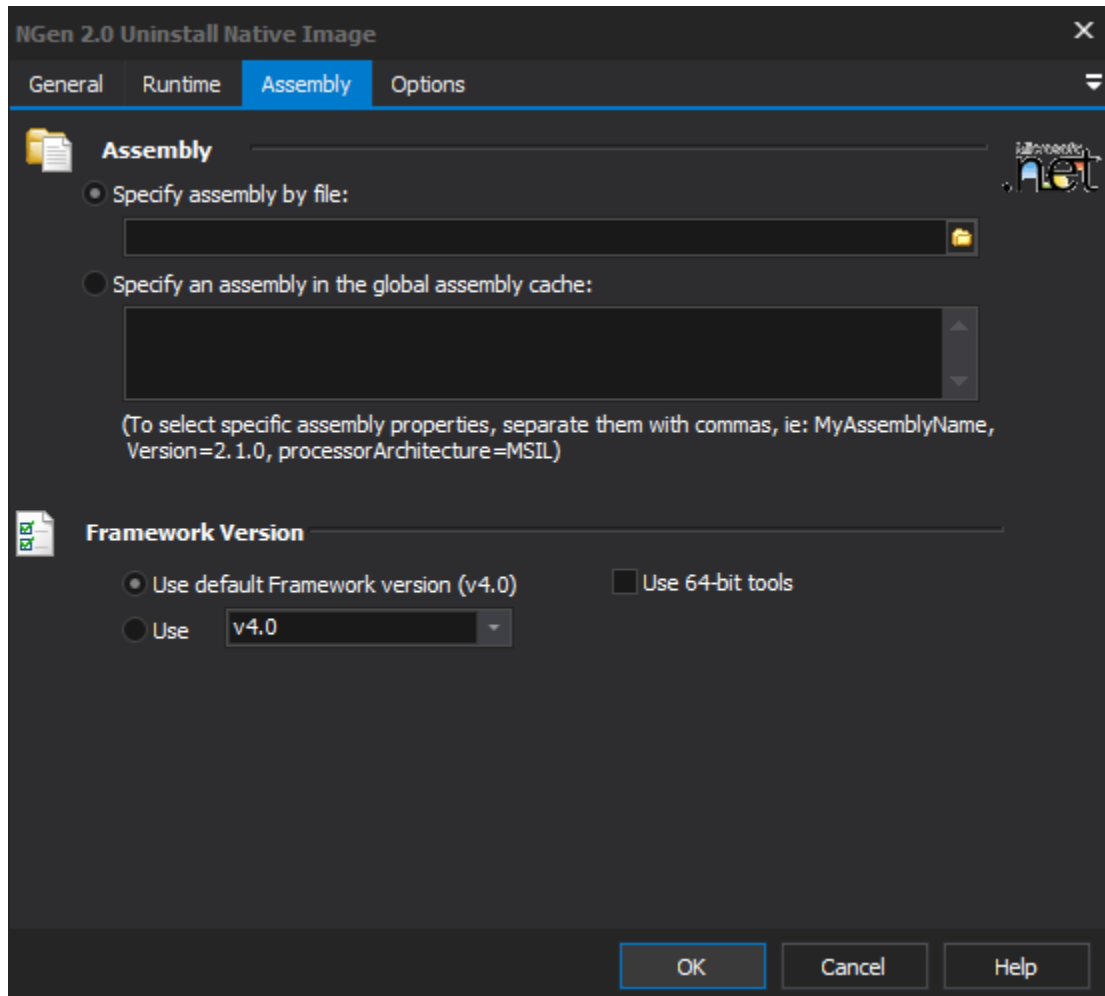 NGen 2.0 Uninstall Native Image
General Runtime Assembly Options
Assembly
Microsoft
.net
Specify assembly by file:
Specify an assembly in the global assembly cache:
(To select specific assembly properties, separate them with commas, ie: MyAssemblyName,
Version=2.1.0, processorArchitecture=MSIL)
Framework Version
Use default Framework version (v4.0) Use 64-bit tools
Use v4.0
OK Cancel Help